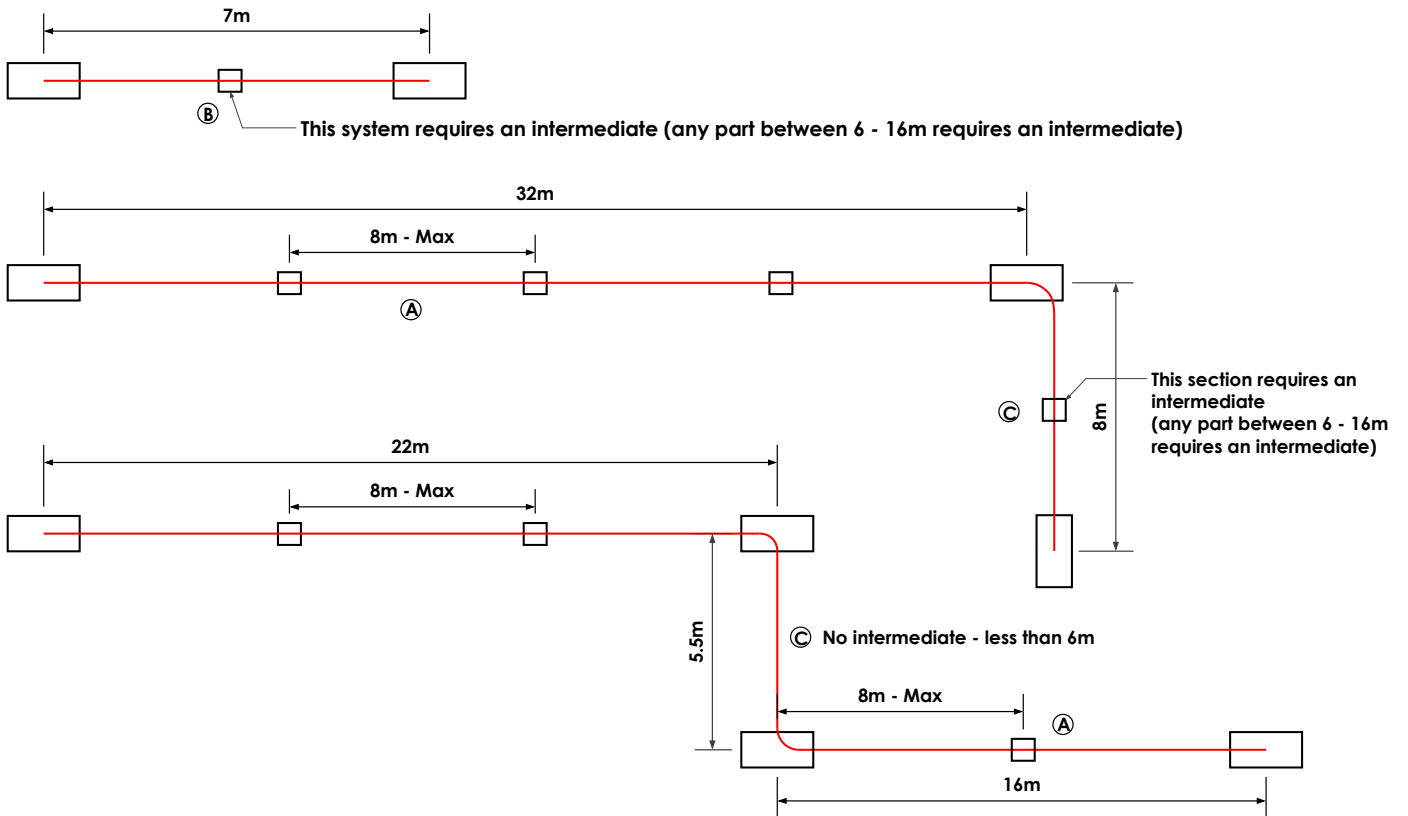 7m
B
This system requires an intermediate (any part between 6 - 16m requires an intermediate)
32m
8m - Max
A
This section requires an
intermediate
(any part between 6 - 16m
requires an intermediate)
C
8m
22m
8m - Max
5.5m
C No intermediate - less than 6m
8m - Max
A
16m